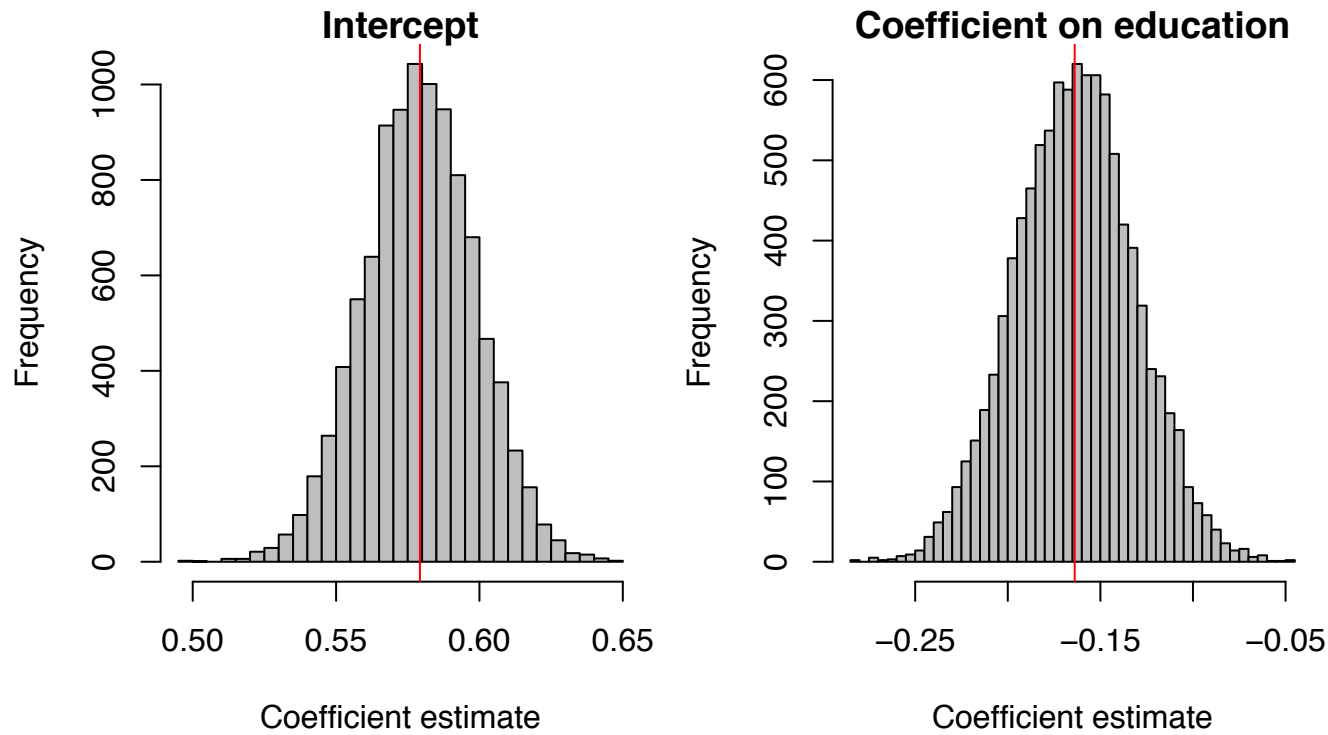 Intercept
Frequency
0
200
400
600
800
1000
0.50 0.55 0.60 0.65
Coefficient estimate
Coefficient on education
Frequency
0
100
200
300
400
500
600
−0.25 −0.15 −0.05
Coefficient estimate